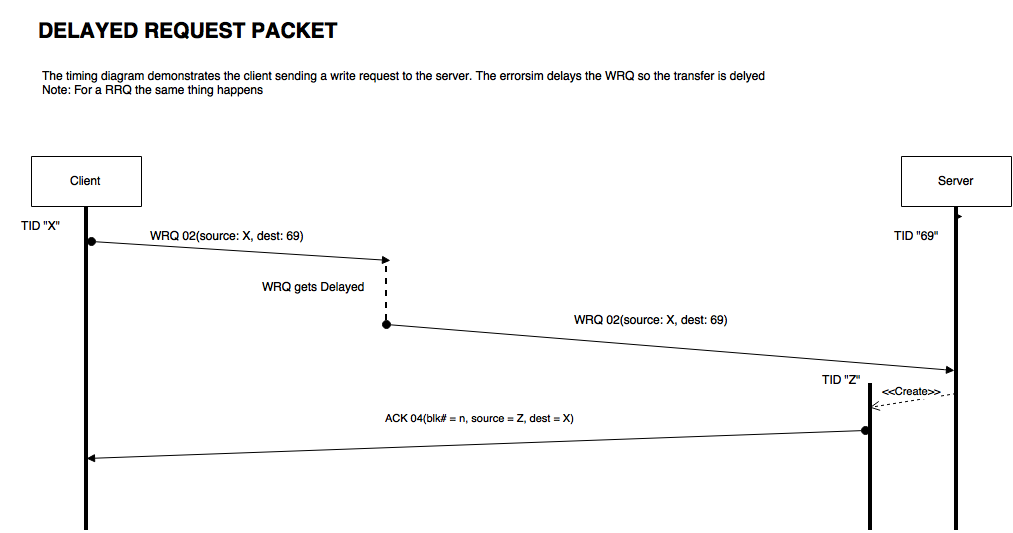 DELAYED REQUEST PACKET
The timing diagram demonstrates the client sending a write request to the server. The errorsim delays the WRQ so the transfer is delyed
Note: For a RRQ the same thing happens
Client
Server
TID "X"
WRQ 02(source: X, dest: 69)
TID "69"
WRQ gets Delayed
WRQ 02(source: X, dest: 69)
TID "Z"
<<Create>>
ACK 04(blk# = n, source = Z, dest = X)